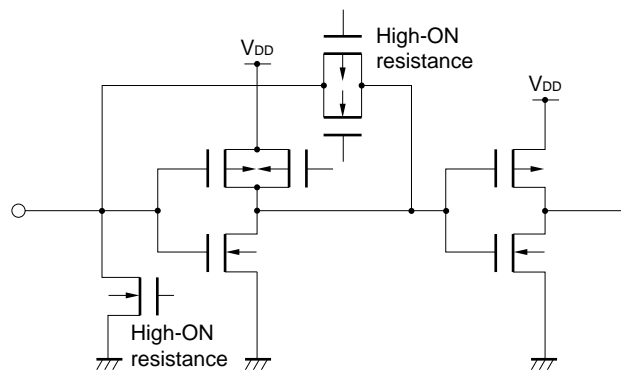 High-ON
resistance
VDD
VDD
High-ON
resistance